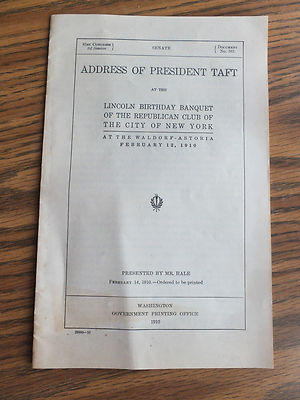 61st Congress
2d Session
SENATE
Document
No.
ADDRESS OF PRESIDENT TAFT
AT THE
LINCOLN BIRTHDAY BANQUET
OF THE REPUBLICAN CLUB OF
THE CITY OF NEW YORK
AT THE WALDORF-ASTORIA
FEBRUARY 12, 1910
PRESENTED BY MR. HALE
February 14, 1910.—Ordered to be printed
WASHINGTON
GOVERNMENT PRINTING OFFICE
1910